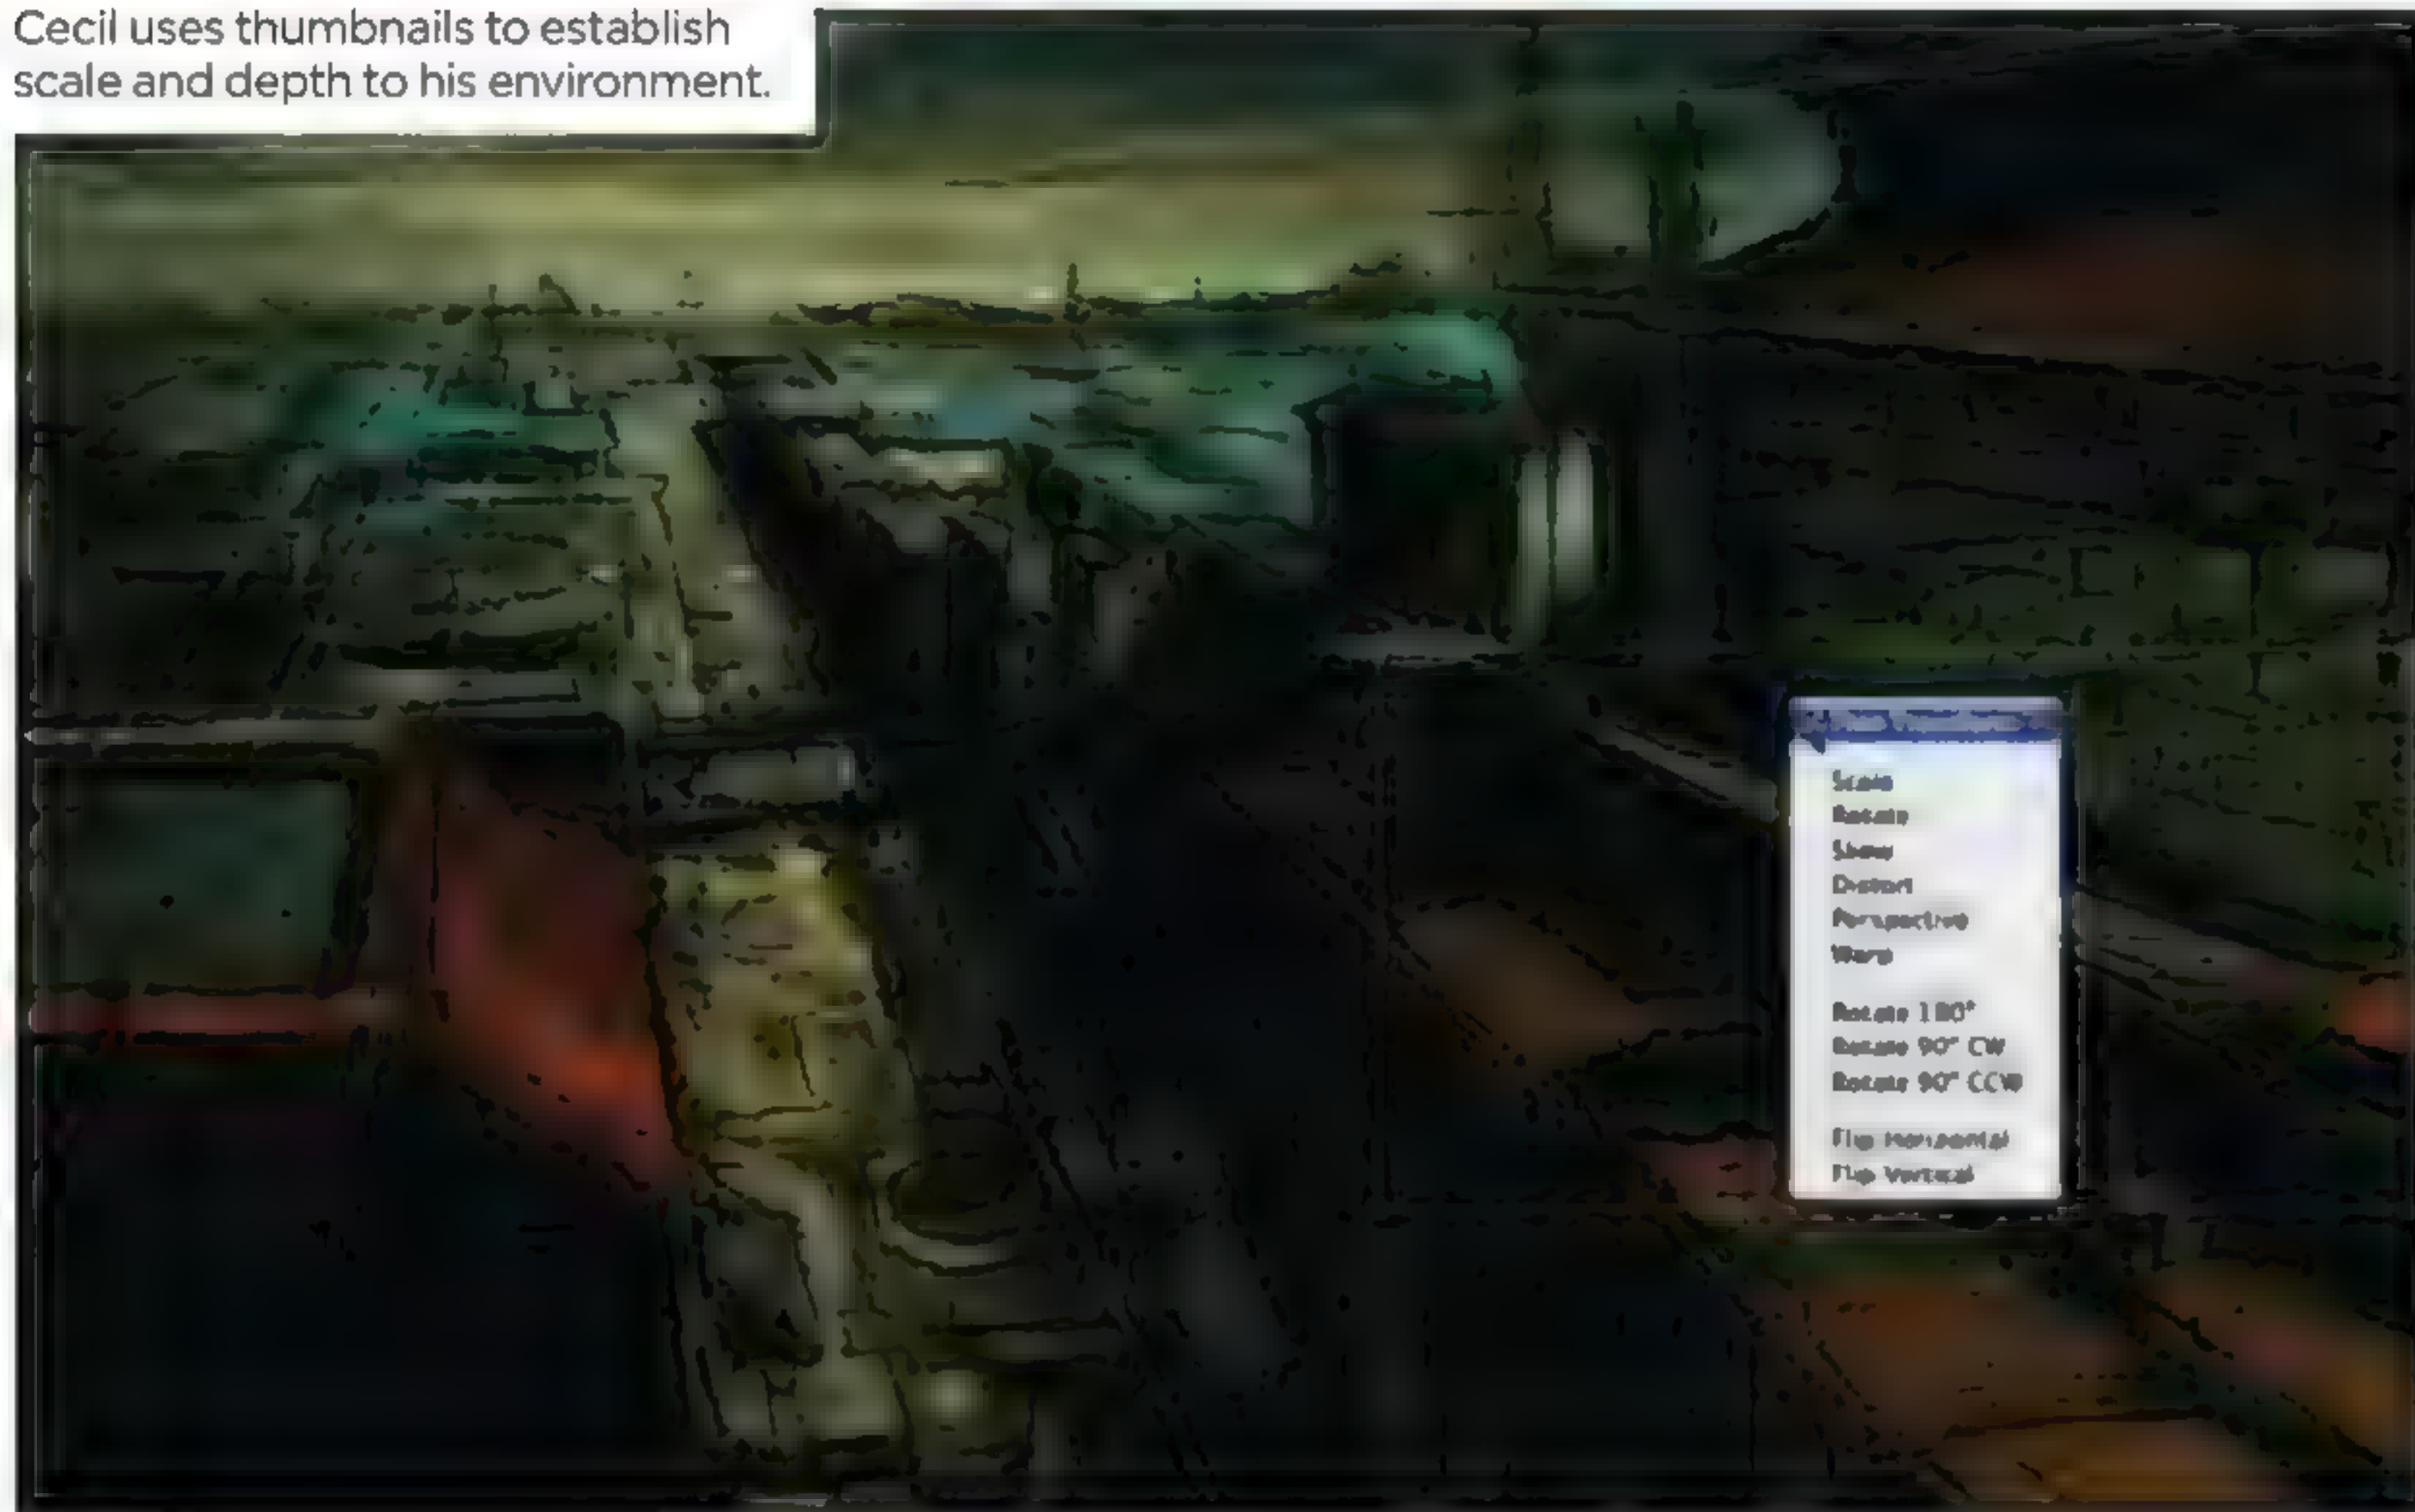 Cecil uses thumbnails to establish
scale and depth to his environment.
Scale
Rotate
Skew
Distort
Perspective
Warp
Rotate 180°
Rotate 90° CW
Rotate 90° CCW
Flip Horizontal
Flip Vertical